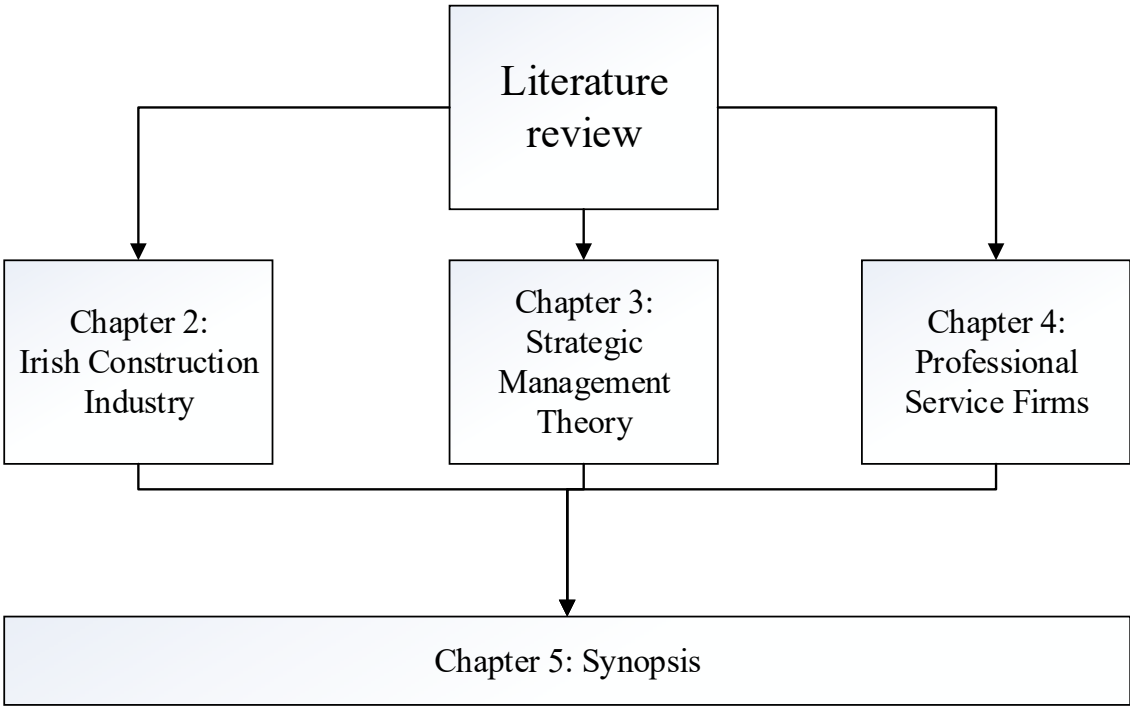 Literature
review
Chapter 2:
Irish Construction
Industry
Chapter 3:
Strategic
Management
Theory
Chapter 4:
Professional
Service Firms
Chapter 5: Synopsis